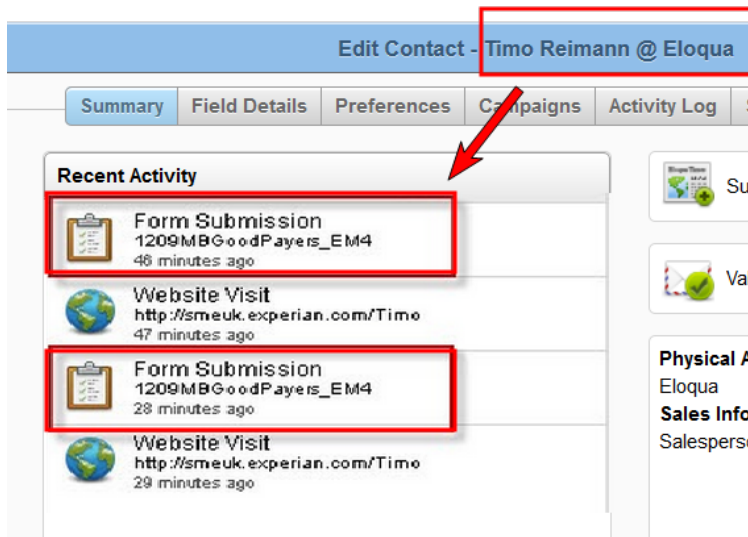 Edit Contact - Timo Reimann @ Eloqua
Summary
Field Details
Preferences
Campaigns
Activity Log
Recent Activity
Form Submission
1209MBGoodPayers_EM4
46 minutes ago
Website Visit
http://smeuk.experian.com/Timo
47 minutes ago
Form Submission
1209MBGoodPayers_EM4
28 minutes ago
Website Visit
http://smeuk.experian.com/Timo
29 minutes ago
Su
Va
Physical A
Eloqua
Sales Info
Salesperso